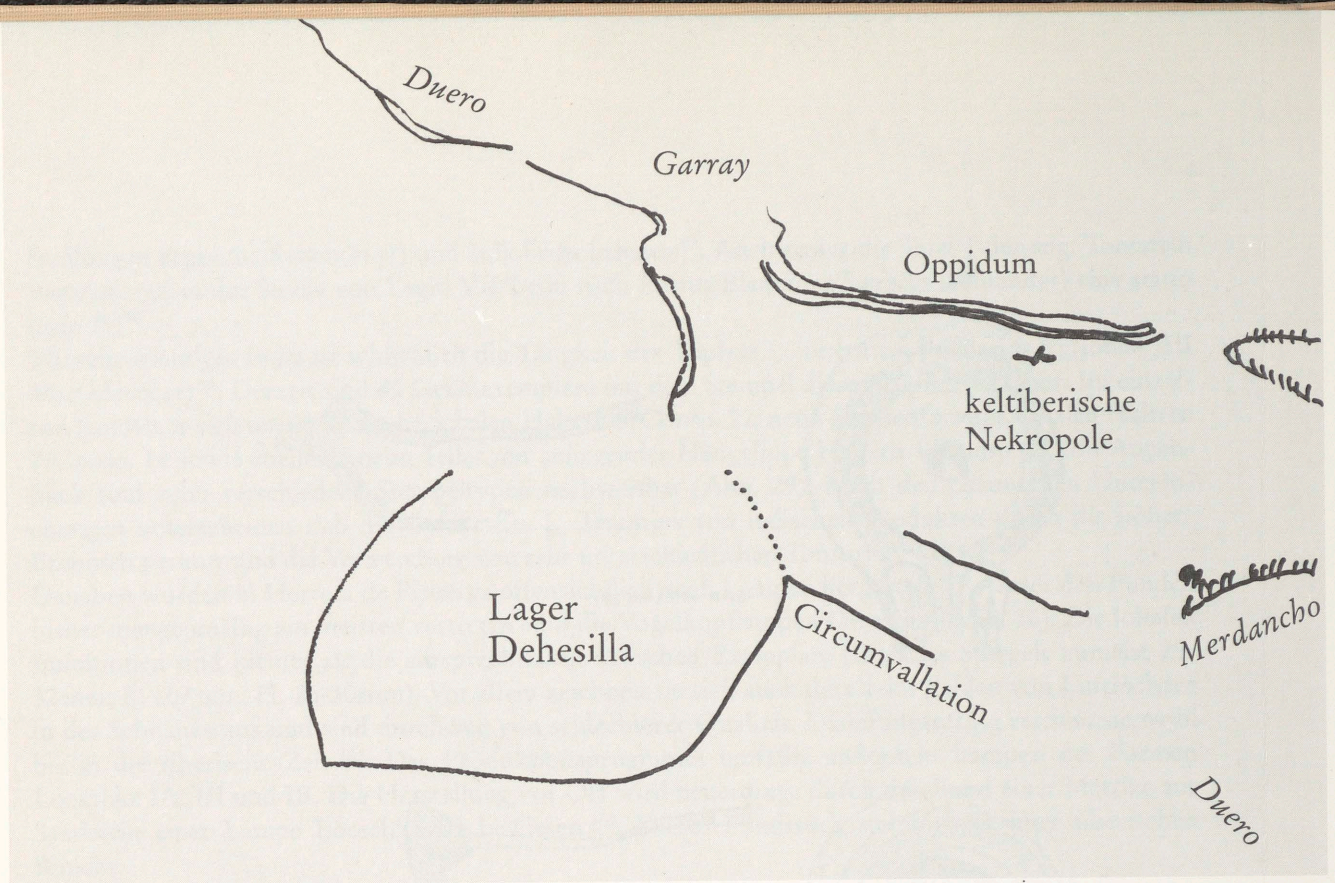 Duero
Garray
Oppidum
keltiberische
Nekropole
Lager
Dehesilla
Circumvallation
Merdancho
Duero